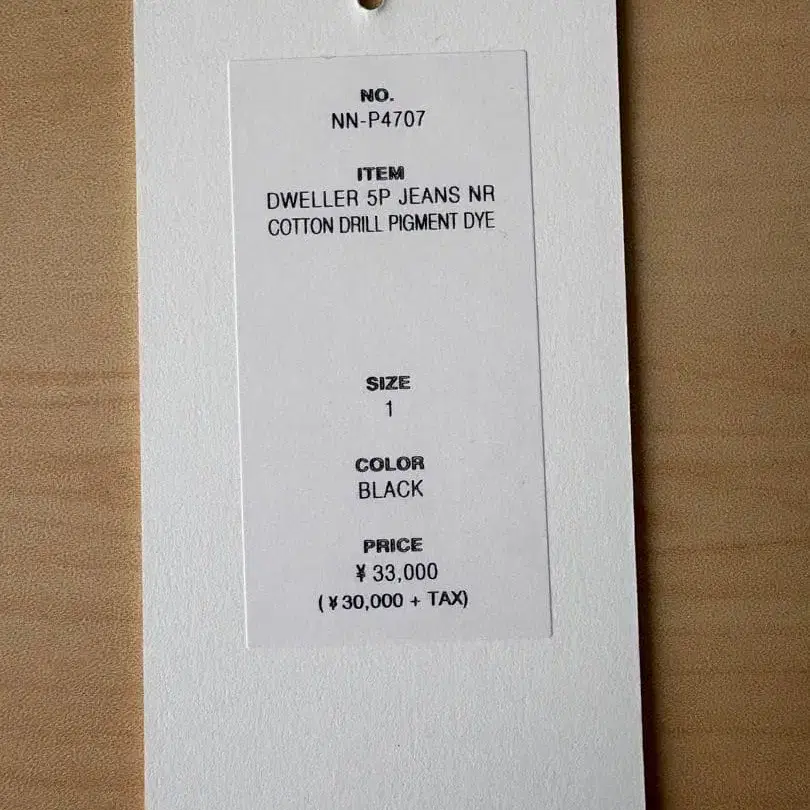 NO.
NN-P4707
ITEM
DWELLER 5P JEANS NR
COTTON DRILL PIGMENT DYE
SIZE
1
COLOR
BLACK
PRICE
¥ 33,000
(¥30,000 + TAX)